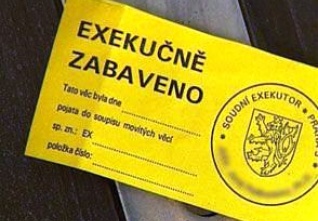 EXEKUČNĚ
ZABAVENO
Tato věc byla dne
pojata do soupisu movitých věcí
sp. zn.: EX
položka číslo:
SOUDNÍ EXEKUTOR